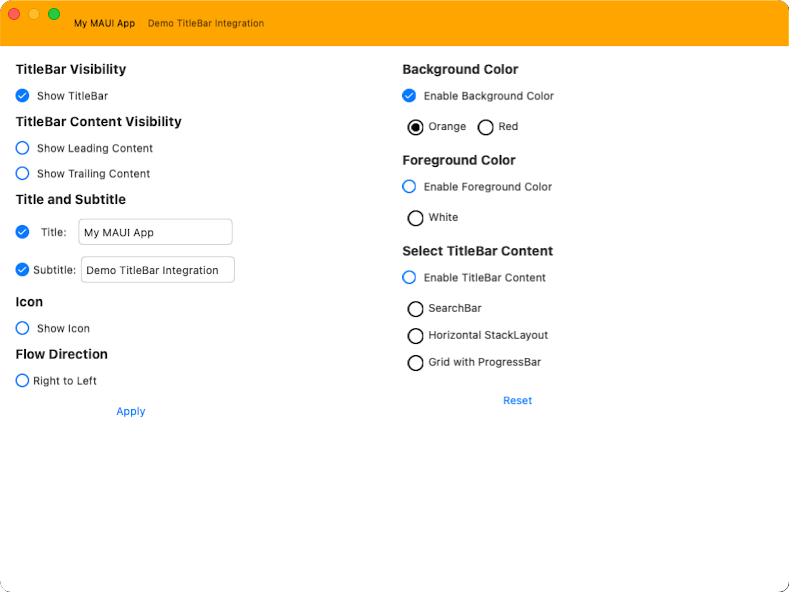 My MAUI App Demo TitleBar Integration
TitleBar Visibility
Show TitleBar
TitleBar Content Visibility
Show Leading Content
Show Trailing Content
Title and Subtitle
Title: My MAUI App
Subtitle: Demo TitleBar Integration
Icon
Show Icon
Flow Direction
Right to Left
Apply
Background Color
Enable Background Color
Orange Red
Foreground Color
Enable Foreground Color
White
Select TitleBar Content
Enable TitleBar Content
SearchBar
Horizontal StackLayout
Grid with ProgressBar
Reset